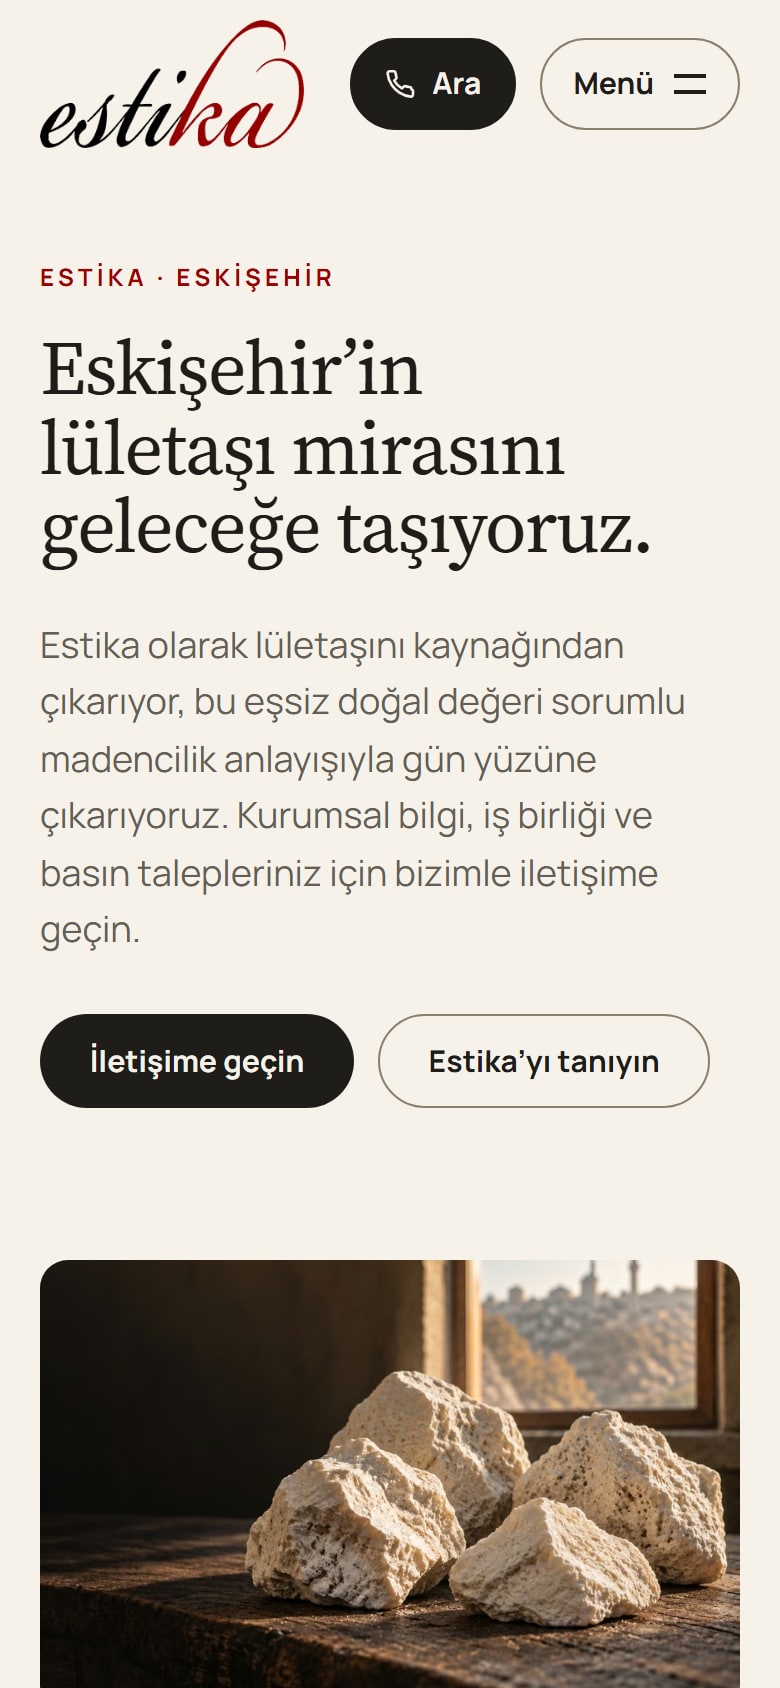 estika
Ara
Menü
ESTİKA · ESKİŞEHİR
Eskişehir’in
lületaşı mirasını
geleceğe taşıyoruz.
Estika olarak lületaşını kaynağından
çıkarıyor, bu eşsiz doğal değeri sorumlu
madencilik anlayışıyla gün yüzüne
çıkarıyoruz. Kurumsal bilgi, iş birliği ve
basın talepleriniz için bizimle iletişime
geçin.
İletişime geçin
Estika’yı tanıyın